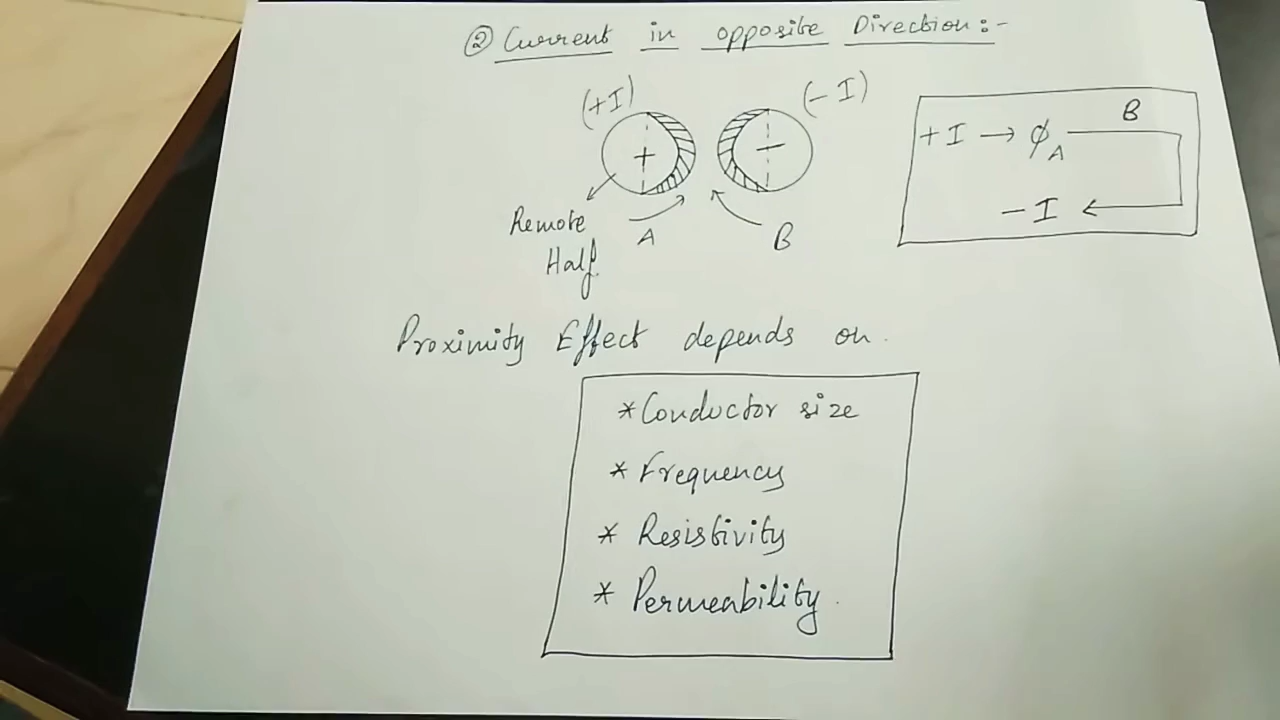 ② Current in opposite Direction:-
(+I) (-I)
+ -
Remote
Half
A B
+I → ϕA B
-I ←
Proximity Effect depends on.
* Conductor size
* Frequency
* Resistivity
* Permeability.